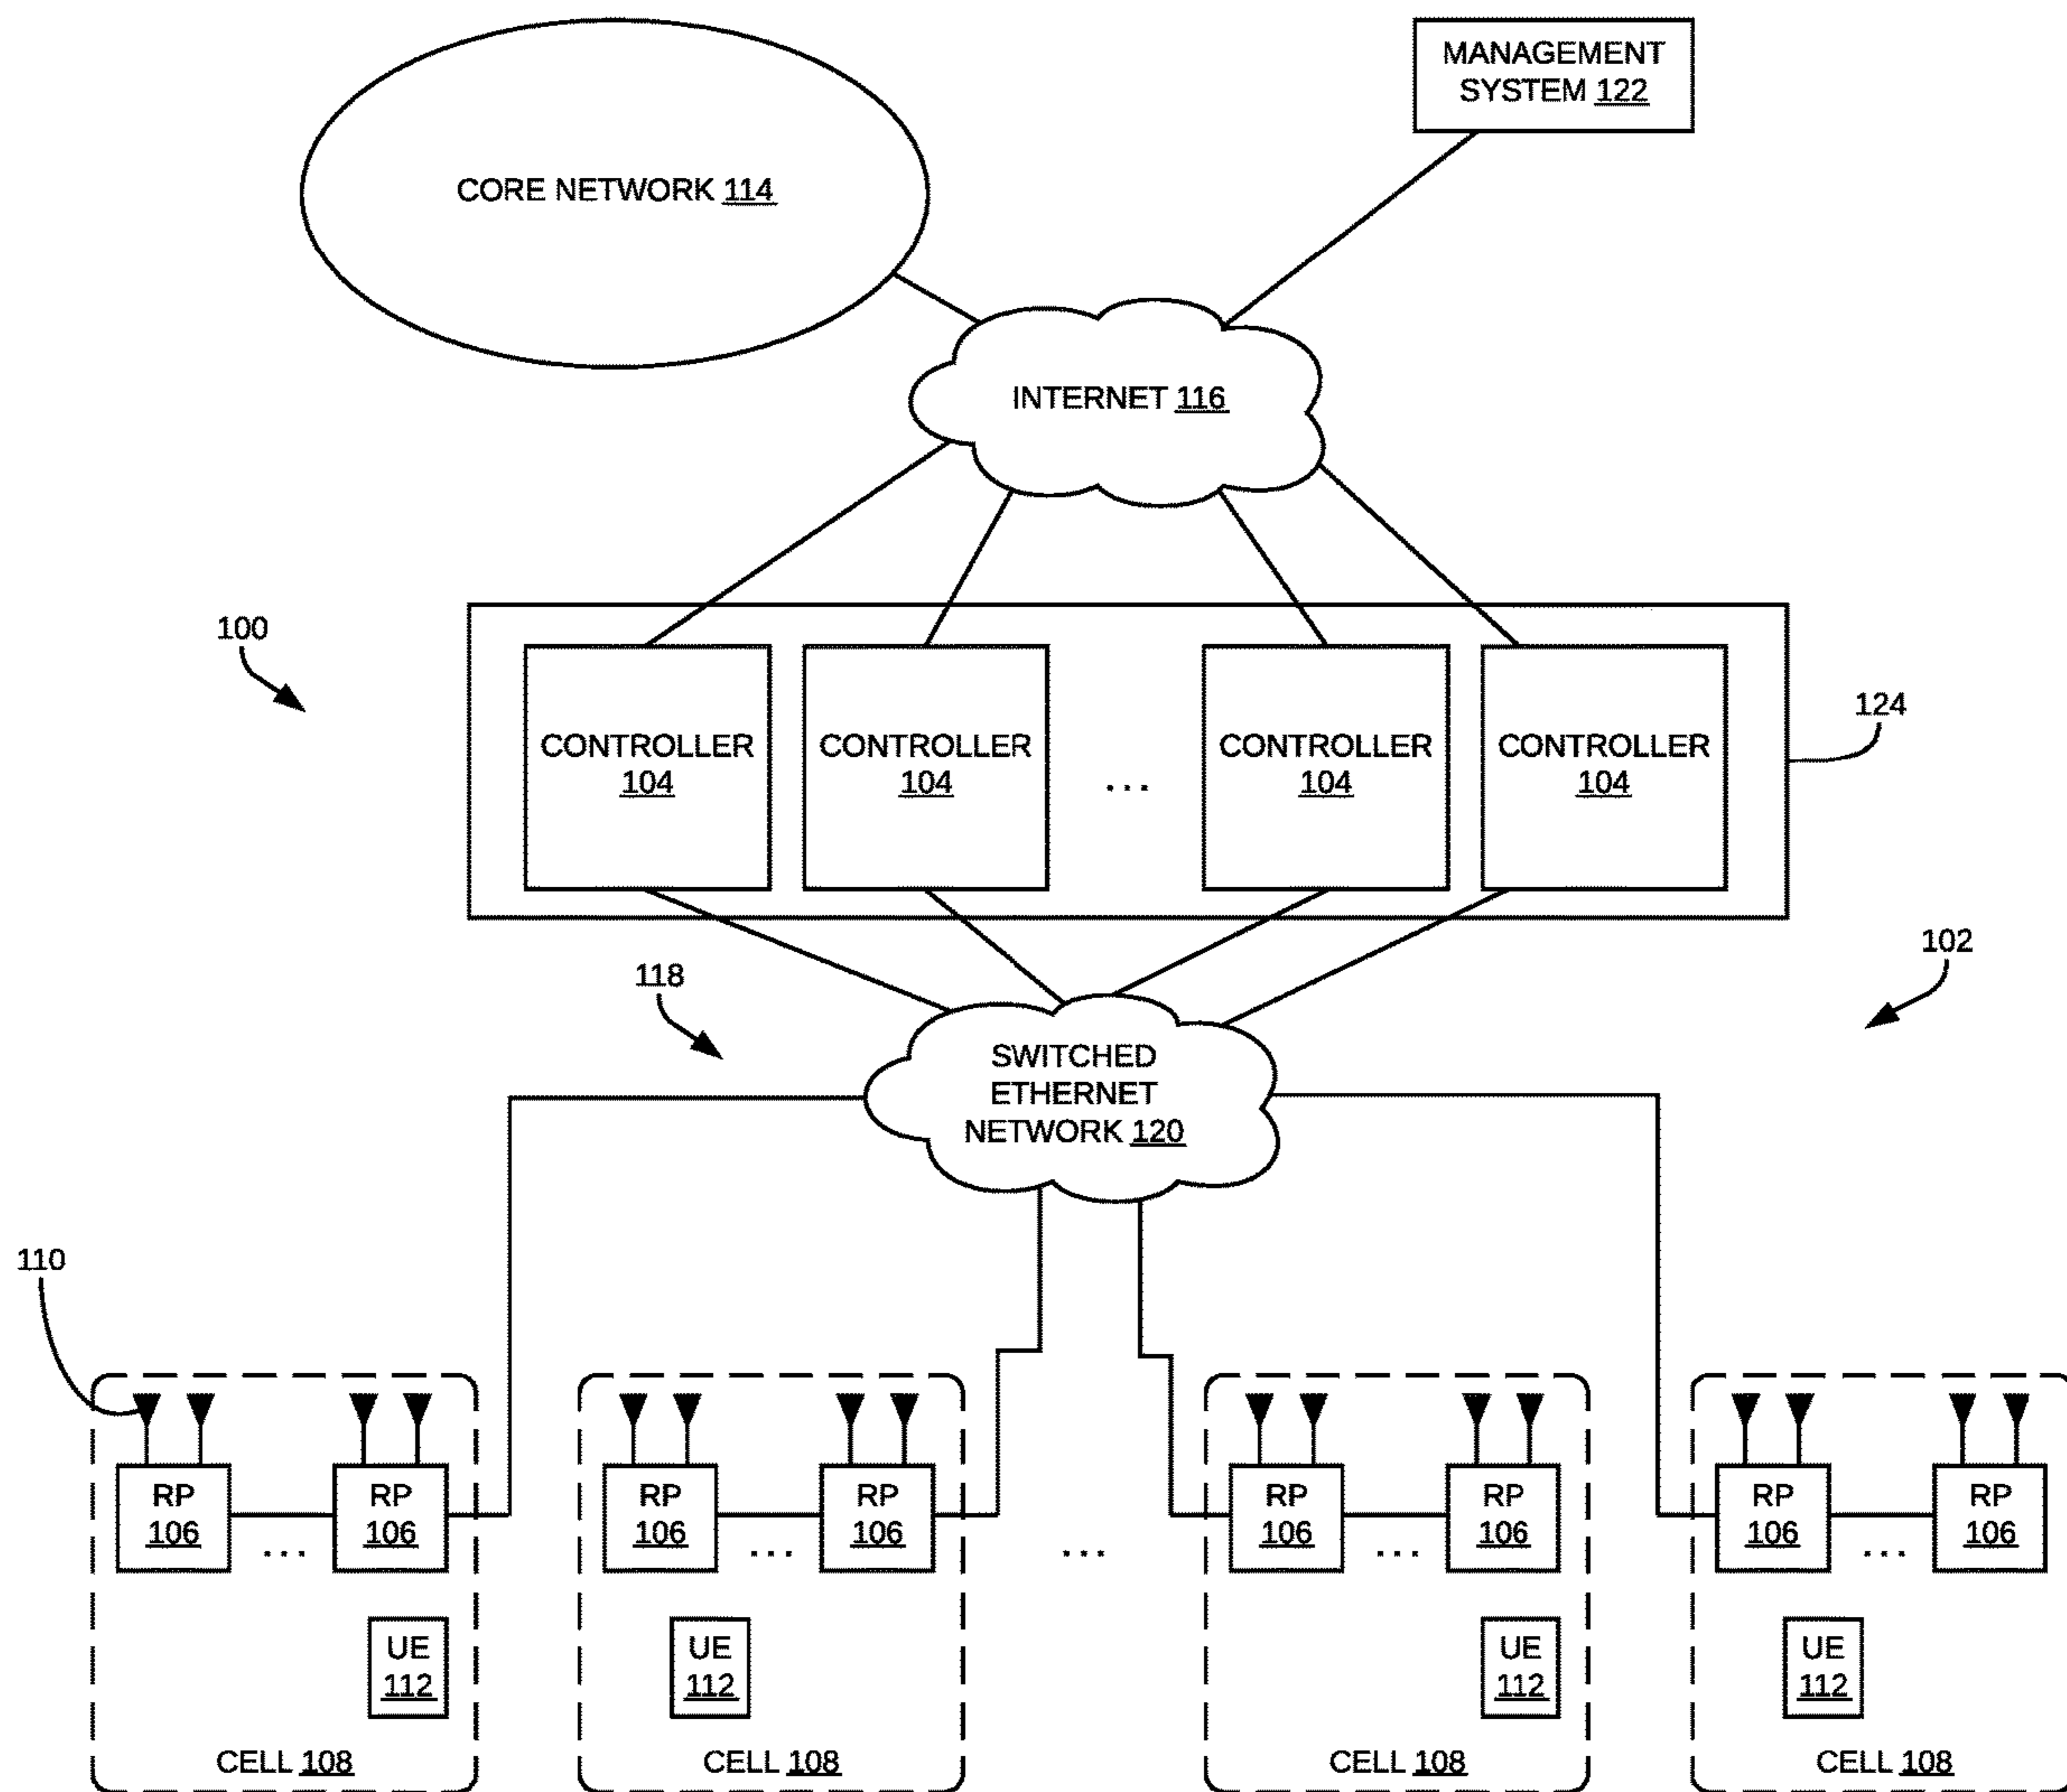 MANAGEMENT
SYSTEM 122
CORE NETWORK 114
INTERNET 116
100
124
CONTROLLER
104
CONTROLLER
104
...
CONTROLLER
104
CONTROLLER
104
102
118
SWITCHED
ETHERNET
NETWORK 120
110
RP
106
...
RP
106
UE
112
CELL 108
RP
106
...
RP
106
UE
112
CELL 108
...
RP
106
...
RP
106
UE
112
CELL 108
RP
106
...
RP
106
UE
112
CELL 108